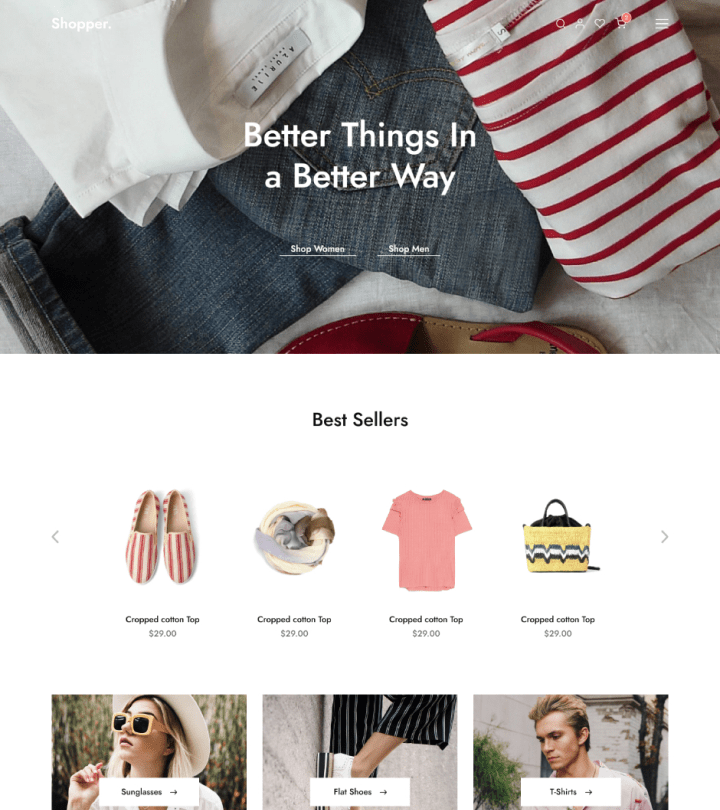 Shopper.
0
ALURIJE
S
Better Things In
a Better Way
Shop Women
Shop Men
Best Sellers
Cropped cotton Top
Cropped cotton Top
Cropped cotton Top
Cropped cotton Top
$29.00
$29.00
$29.00
$29.00
Sunglasses →
Flat Shoes →
T-Shirts →